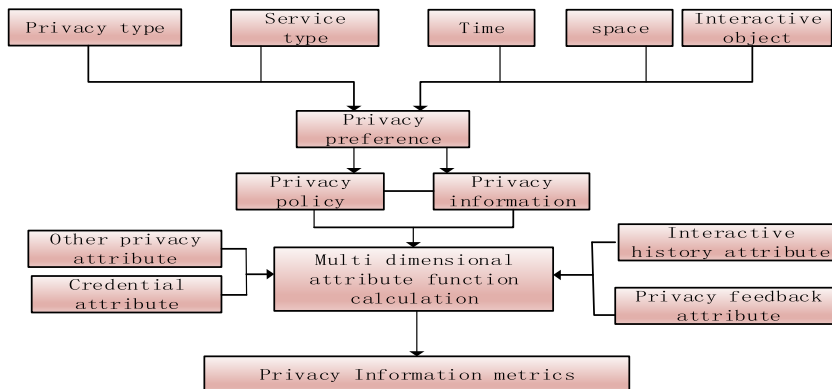 Privacy type
Service
type
Time
space
Interactive
object
Privacy
preference
Privacy
policy
Privacy
information
Other privacy
attribute
Credential
attribute
Multi dimensional
attribute function
calculation
Interactive
history attribute
Privacy feedback
attribute
Privacy Information metrics